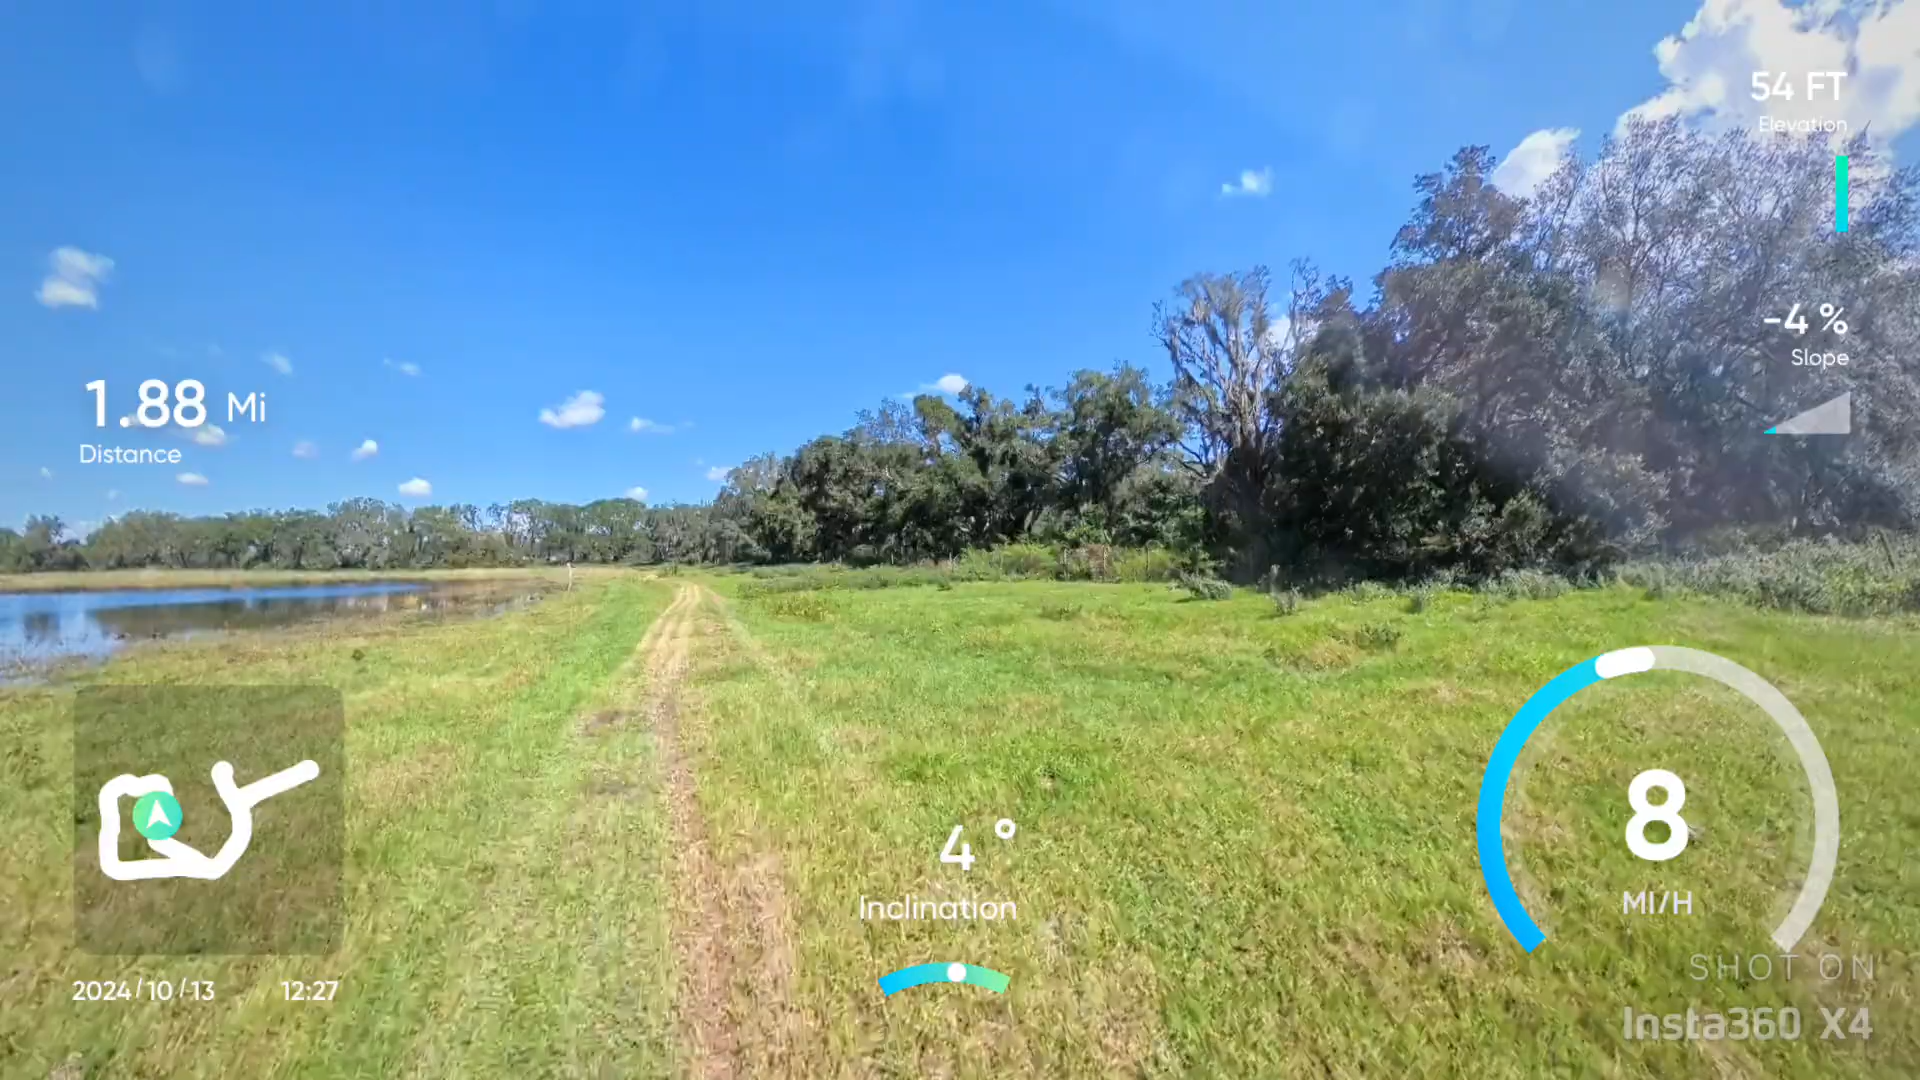 54 FT
Elevation
-4 %
Slope
1.88 Mi
Distance
4 °
Inclination
8
MI/H
2024/10/13 12:27
SHOT ON
Insta360 X4